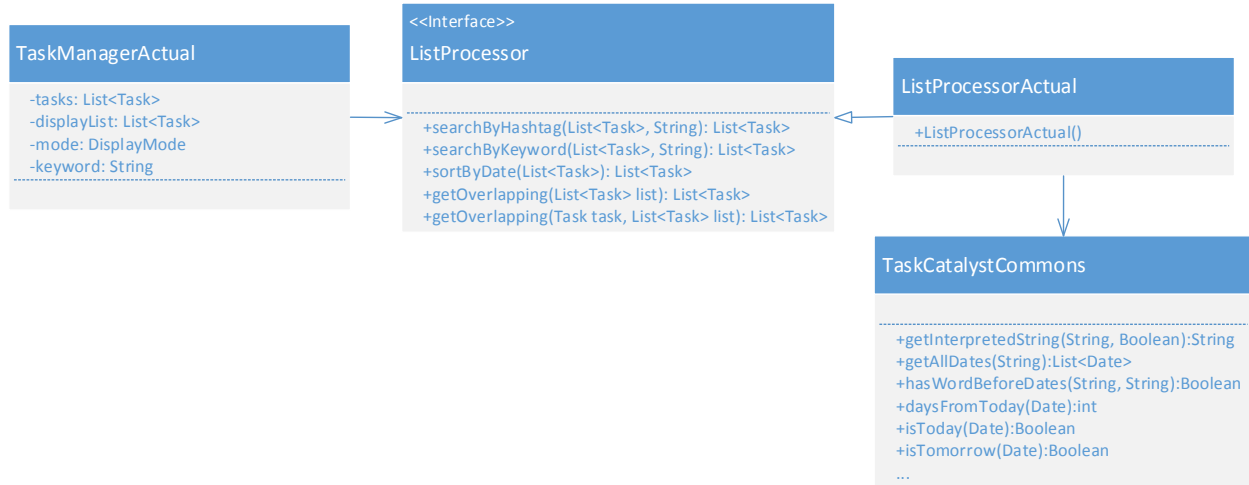 TaskManagerActual
-tasks: List<Task>
-displayList: List<Task>
-mode: DisplayMode
-keyword: String
<<Interface>>
ListProcessor
+searchByHashtag(List<Task>, String): List<Task>
+searchByKeyword(List<Task>, String): List<Task>
+sortByDate(List<Task>): List<Task>
+getOverlapping(List<Task> list): List<Task>
+getOverlapping(Task task, List<Task> list): List<Task>
ListProcessorActual
+ListProcessorActual()
TaskCatalystCommons
+getInterpretedString(String, Boolean):String
+getAllDates(String):List<Date>
+hasWordBeforeDates(String, String):Boolean
+daysFromToday(Date):int
+isToday(Date):Boolean
+isTomorrow(Date):Boolean
...